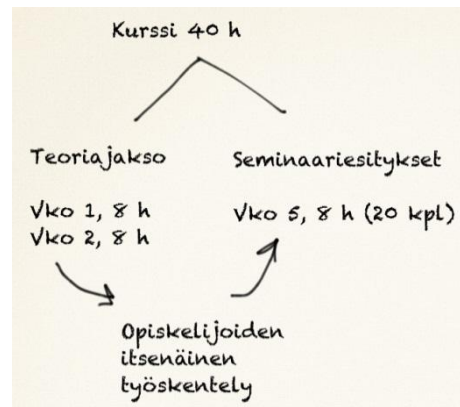 Kurssi 40 h
Teoriajakso
Vko 1, 8 h
Vko 2, 8 h
Seminaariesitykset
Vko 5, 8 h (20 kpl)
Opiskelijoiden
itsenäinen
työskentely